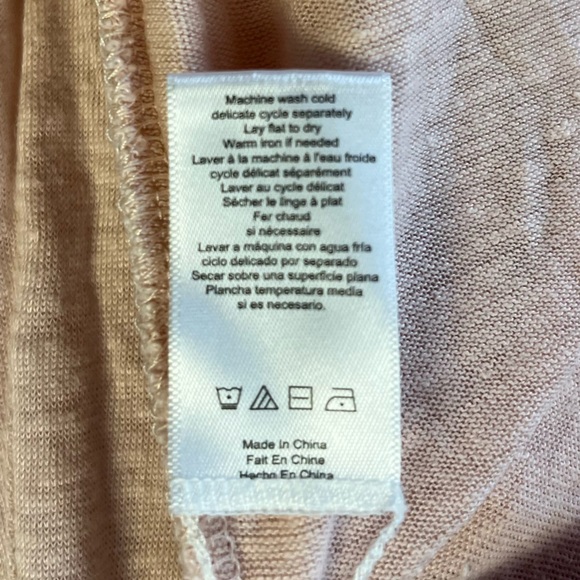 Machine wash cold
delicate cycle separately
Lay flat to dry
Warm iron if needed
Laver à la machine à l'eau froide
cycle délicat séparément
Laver au cycle délicat
Sécher le linge à plat
Fer chaud
si nécessaire
Lavar a máquina con agua fría
ciclo delicado por separado
Secar sobre una superficie plana
Plancha temperatura media
si es necesario.
Made In China
Fait En Chine
Hecho En China